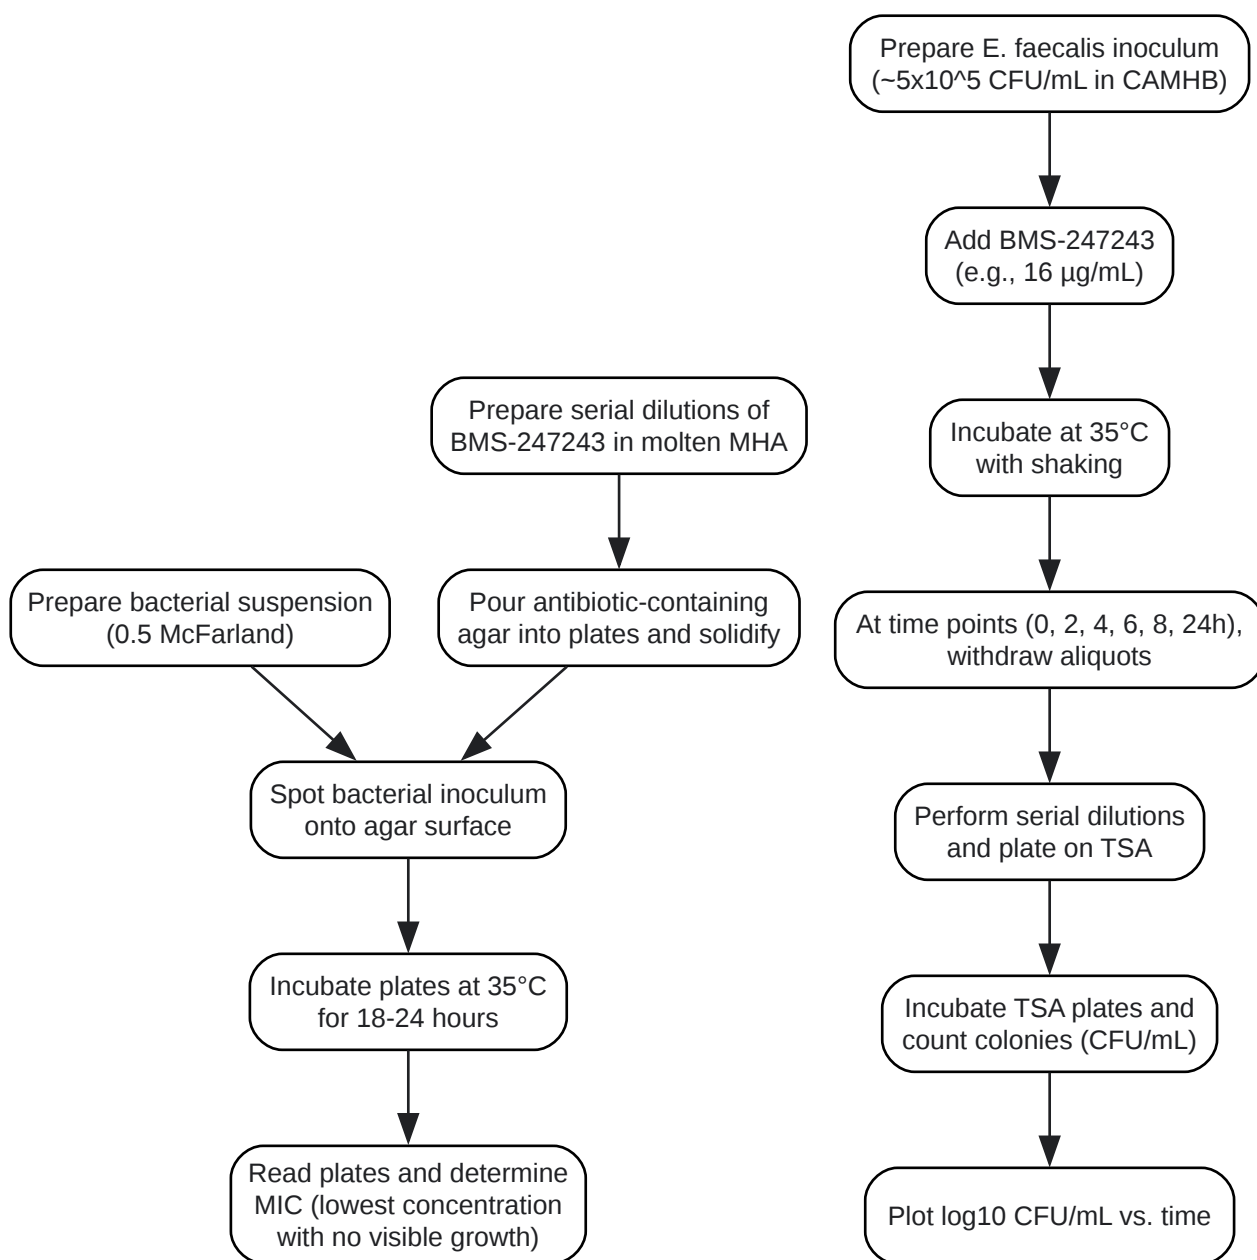 Prepare serial dilutions of
BMS-247243 in molten MHA
Prepare bacterial suspension
(0.5 McFarland)
Pour antibiotic-containing
agar into plates and solidify
Spot bacterial inoculum
onto agar surface
Incubate plates at 35°C
for 18-24 hours
Read plates and determine
MIC (lowest concentration
with no visible growth)
Prepare E. faecalis inoculum
(~5x10^5 CFU/mL in CAMHB)
Add BMS-247243
(e.g., 16 µg/mL)
Incubate at 35°C
with shaking
At time points (0, 2, 4, 6, 8, 24h),
withdraw aliquots
Perform serial dilutions
and plate on TSA
Incubate TSA plates and
count colonies (CFU/mL)
Plot log10 CFU/mL vs. time